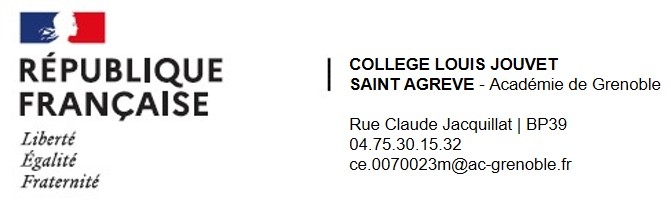 RÉPUBLIQUE
FRANÇAISE
Liberté
Égalité
Fraternité
COLLEGE LOUIS JOUVET
SAINT AGREVE - Académie de Grenoble
Rue Claude Jacquillat | BP39
04.75.30.15.32
ce.0070023m@ac-grenoble.fr